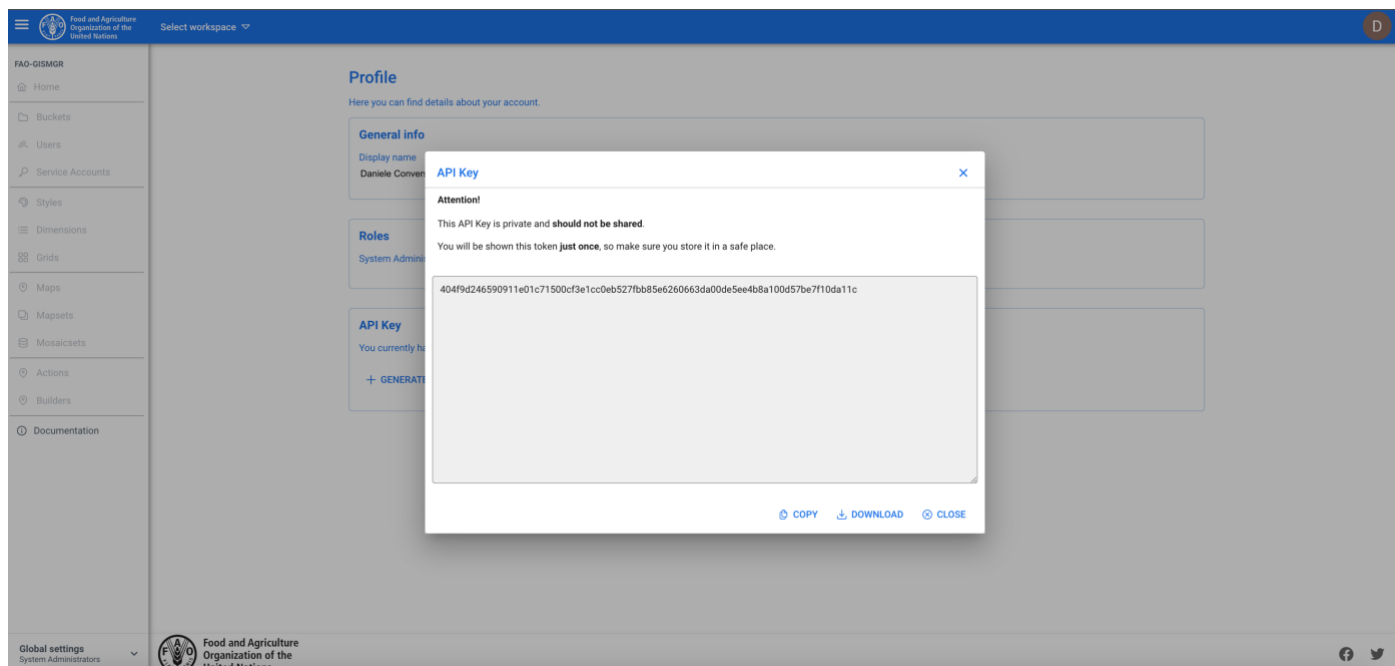 Food and Agriculture
Organization of the
United Nations
Select workspace
D
FAO-GISMGR
Home
Buckets
Users
Service Accounts
Styles
Dimensions
Grids
Maps
Mapsets
Mosaicsets
Actions
Builders
Documentation
Global settings
System Administrators
Profile
Here you can find details about your account.
General info
Display name
Daniele Conven
Roles
System Admini
API Key
You currently ha
GENERATE
API Key
Attention!
This API Key is private and should not be shared.
You will be shown this token just once, so make sure you store it in a safe place.
404f9d246590911e01c71500cf3e1cc0eb527fbb85e6260663da00de5ee4b8a100d57be7f10da11c
COPY DOWNLOAD CLOSE
Food and Agriculture
Organization of the
United Nations